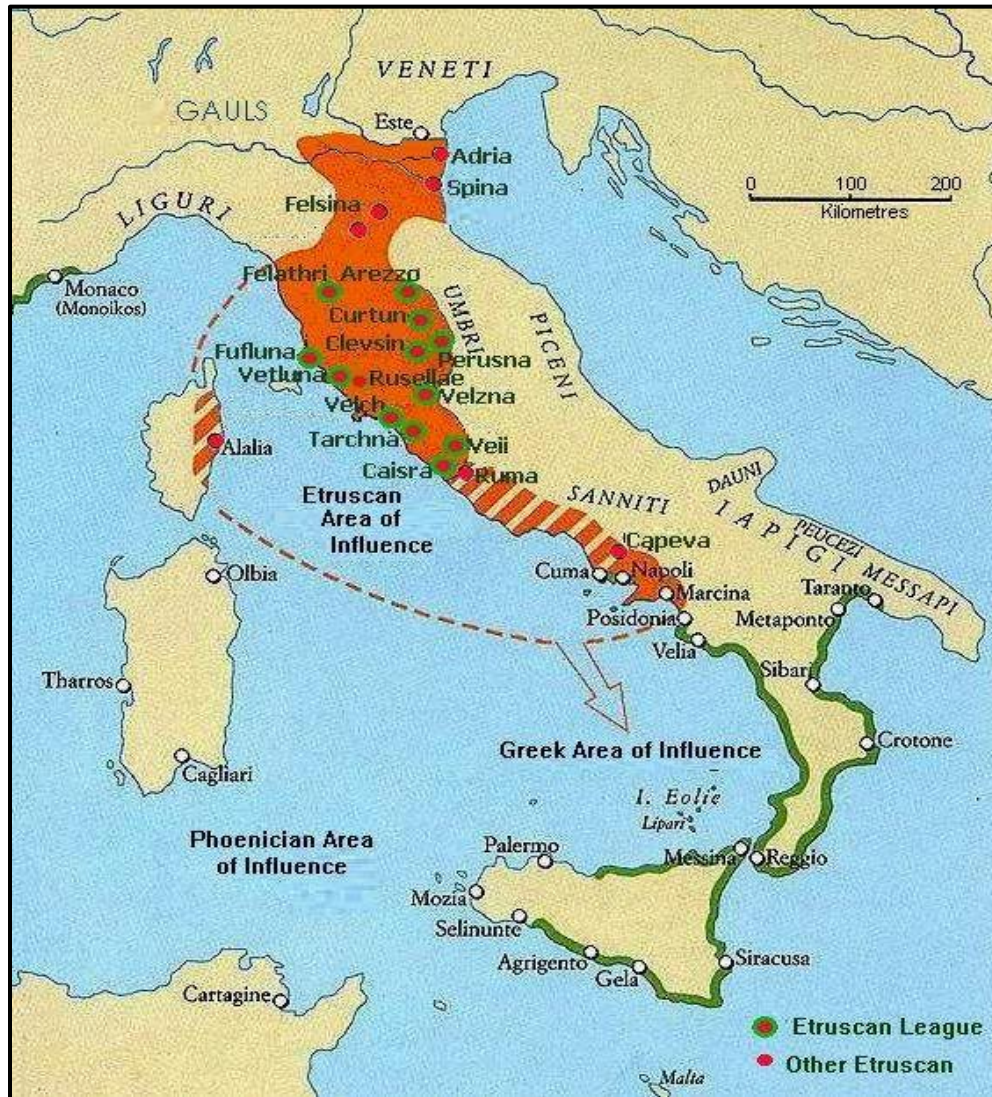 VENETI
GAULS
Este
Adria
Spina
0 100 200
Kilometres
LIGURI
Felsina
Monaco
(Monoikos)
Felathri Arezzo
Curtun
UMBRI
PICENI
Clevsin
Perusna
Fufluna
Vetluna
Rusellae
Velzna
Velch
Tarchna
Veii
Alalia
Caisra
Ruma
Etruscan
Area of
Influence
SANNITI
DAUNI
IAPIGI
PEUCEZI
MESSAPI
Capeva
Olbia
Cuma
Napoli
Marcina
Taranto
Posidonia
Metaponto
Velia
Sibari
Tharros
Crotone
Greek Area of Influence
Cagliari
I. Eolie
Lipari
Phoenician Area
of Influence
Palermo
Messina
Reggio
Mozia
Selinunte
Agrigento
Gela
Siracusa
Cartagine
Etruscan League
Other Etruscan
Malta